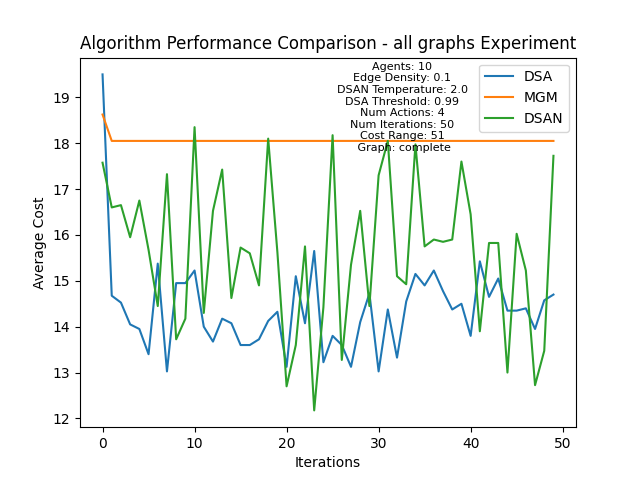 Algorithm Performance Comparison - all graphs Experiment
Agents: 10
Edge Density: 0.1
DSAN Temperature: 2.0
DSA Threshold: 0.99
Num Actions: 4
Num Iterations: 50
Cost Range: 51
Graph: complete
DSA
MGM
DSAN
Average Cost
19
18
17
16
15
14
13
12
0
10
20
30
40
50
Iterations